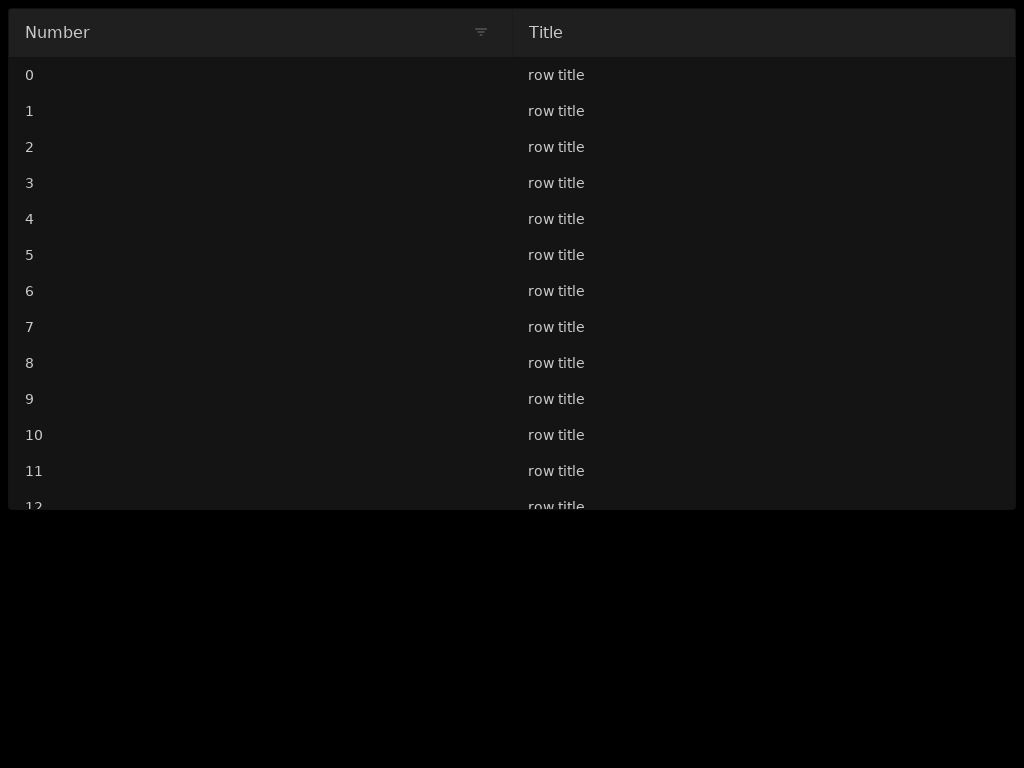 Number Title
0 row title
1 row title
2 row title
3 row title
4 row title
5 row title
6 row title
7 row title
8 row title
9 row title
10 row title
11 row title
12 row title